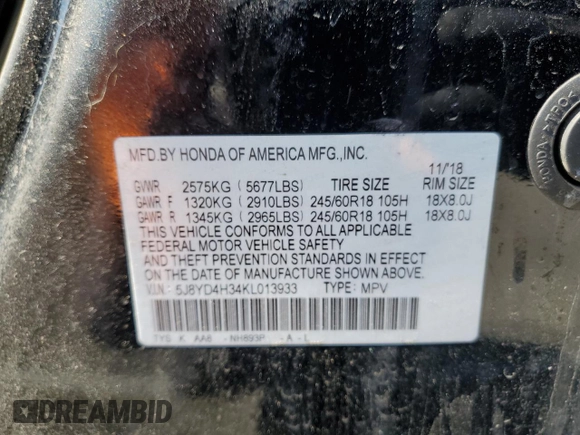 MFD.BY HONDA OF AMERICA MFG.,INC.
11/18
GVWR 2575KG ( 5677LBS) TIRE SIZE RIM SIZE
GAWR F 1320KG ( 2910LBS) 245/60R18 105H 18X8.0J
GAWR R 1345KG ( 2965LBS) 245/60R18 105H 18X8.0J
THIS VEHICLE CONFORMS TO ALL APPLICABLE
FEDERAL MOTOR VEHICLE SAFETY
AND THEFT PREVENTION STANDARDS IN EFFECT
ON THE DATE OF MANUFACTURE SHOWN ABOVE.
V.I.N.: 5J8YD4H34KL013933 TYPE: MPV
TYS K AA8 -NH893P -A -L
HONDA
DREAMBID